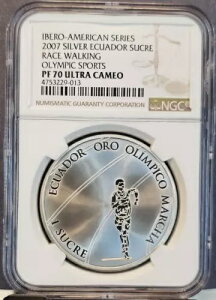 IBERO-AMERICAN SERIES
2007 SILVER ECUADOR SUCRE
RACE WALKING
OLYMPIC SPORTS
PF 70 ULTRA CAMEO
4753229-013
NUMISMATIC GUARANTY CORPORATION
NGC
ECUADOR ORO OLIMPICO MARCHA
1 SUCRE